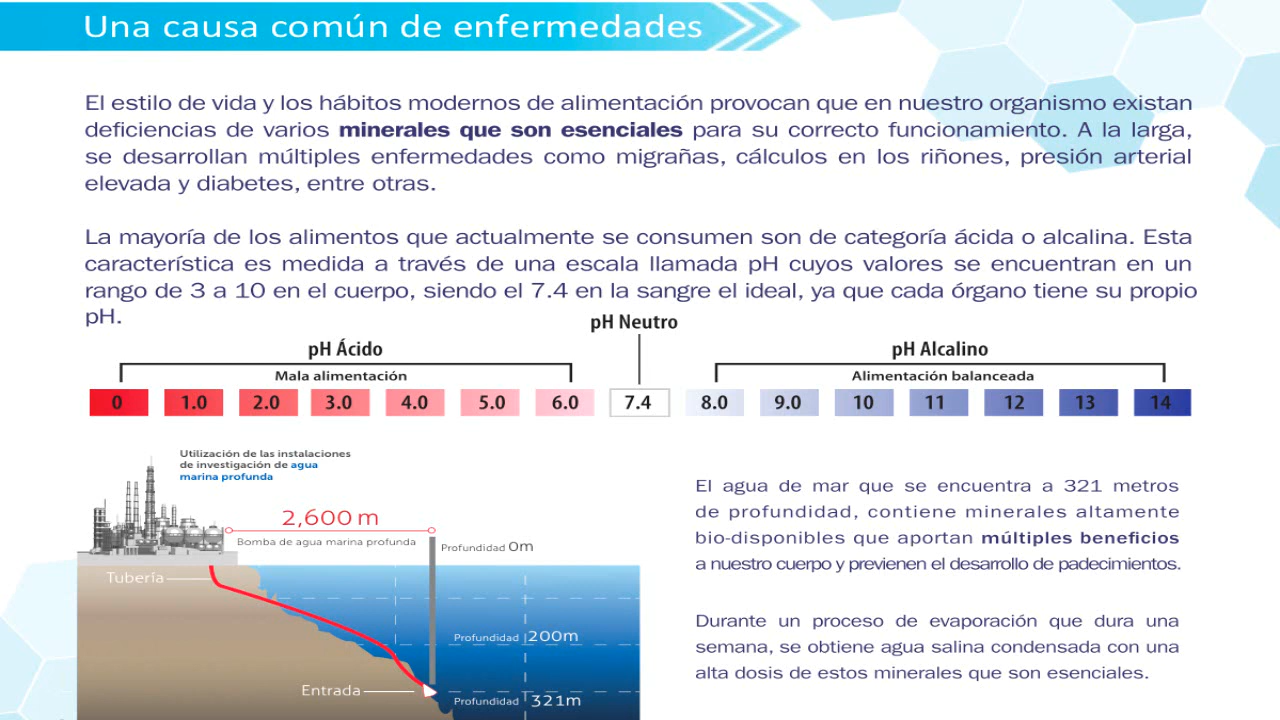 Una causa común de enfermedades
El estilo de vida y los hábitos modernos de alimentación provocan que en nuestro organismo existan
deficiencias de varios minerales que son esenciales para su correcto funcionamiento. A la larga,
se desarrollan múltiples enfermedades como migrañas, cálculos en los riñones, presión arterial
elevada y diabetes, entre otras.
La mayoría de los alimentos que actualmente se consumen son de categoría ácida o alcalina. Esta
característica es medida a través de una escala llamada pH cuyos valores se encuentran en un
rango de 3 a 10 en el cuerpo, siendo el 7.4 en la sangre el ideal, ya que cada órgano tiene su propio
pH.
pH Neutro
pH Ácido
pH Alcalino
Mala alimentación
Alimentación balanceada
0 1.0 2.0 3.0 4.0 5.0 6.0 7.4 8.0 9.0 10 11 12 13 14
Utilización de las instalaciones
de investigación de agua
marina profunda
2,600 m
Bomba de agua marina profunda
Profundidad 0m
Tubería
Profundidad 200m
Entrada
Profundidad 321m
El agua de mar que se encuentra a 321 metros
de profundidad, contiene minerales altamente
bio-disponibles que aportan múltiples beneficios
a nuestro cuerpo y previenen el desarrollo de padecimientos.
Durante un proceso de evaporación que dura una
semana, se obtiene agua salina condensada con una
alta dosis de estos minerales que son esenciales.